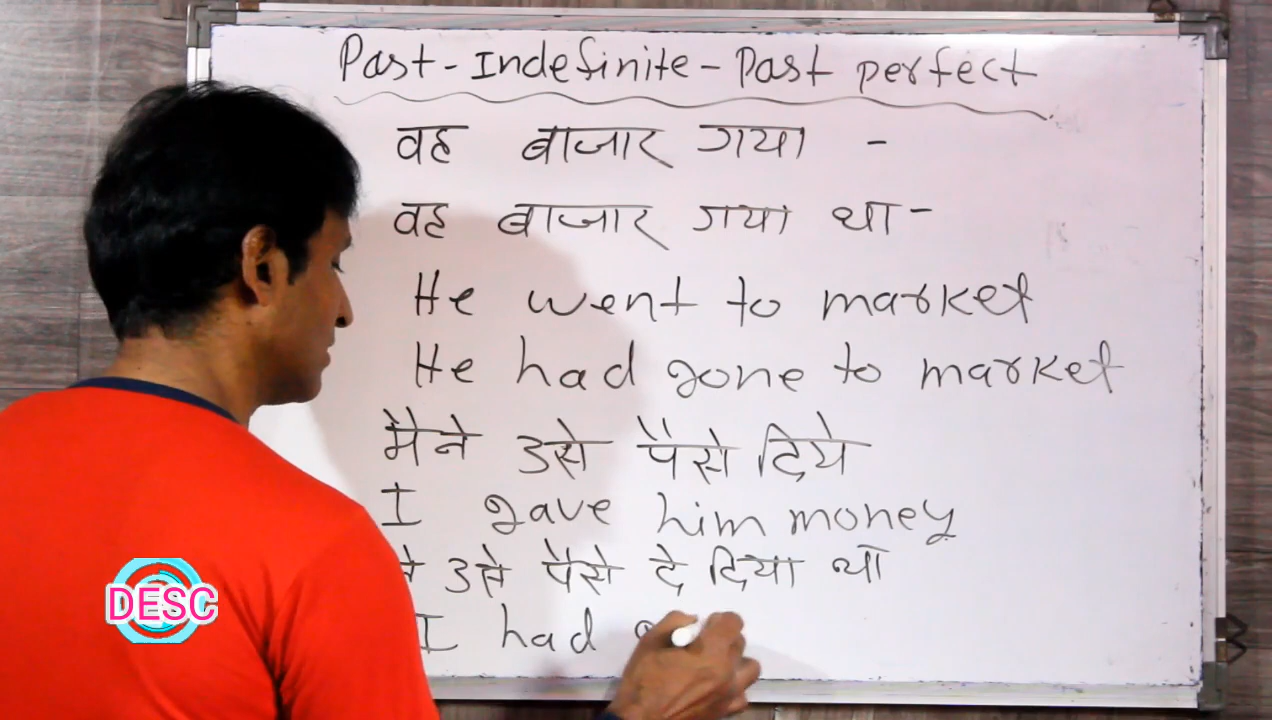 Past - Indefinite - Past perfect
वह बाजार गया -
वह बाजार गया था -
He went to market
He had gone to market
मैने उसे पैसे दिये
I gave him money
ने उसे पैसे दे दिया था
I had
DESC